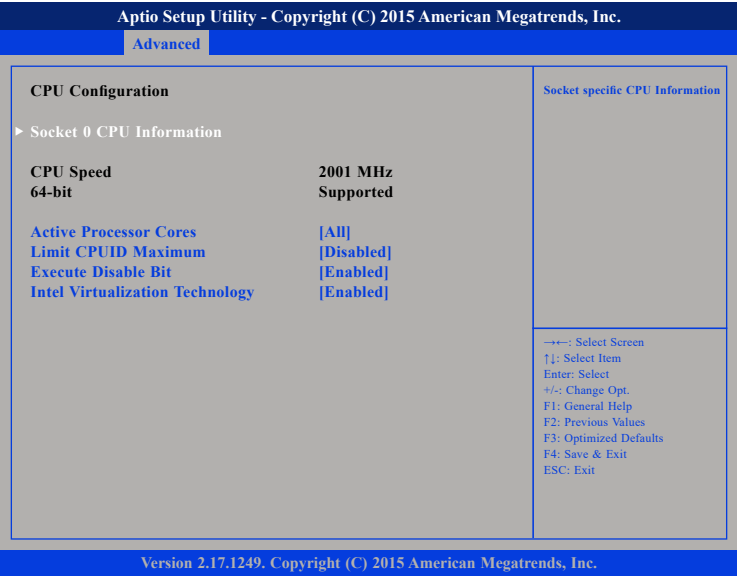 Aptio Setup Utility - Copyright (C) 2015 American Megatrends, Inc.
Advanced
CPU Configuration
Socket specific CPU Information
Socket 0 CPU Information
CPU Speed 2001 MHz
64-bit Supported
Active Processor Cores [All]
Limit CPUID Maximum [Disabled]
Execute Disable Bit [Enabled]
Intel Virtualization Technology [Enabled]
→←: Select Screen
↑↓: Select Item
Enter: Select
+/-: Change Opt.
F1: General Help
F2: Previous Values
F3: Optimized Defaults
F4: Save & Exit
ESC: Exit
Version 2.17.1249. Copyright (C) 2015 American Megatrends, Inc.